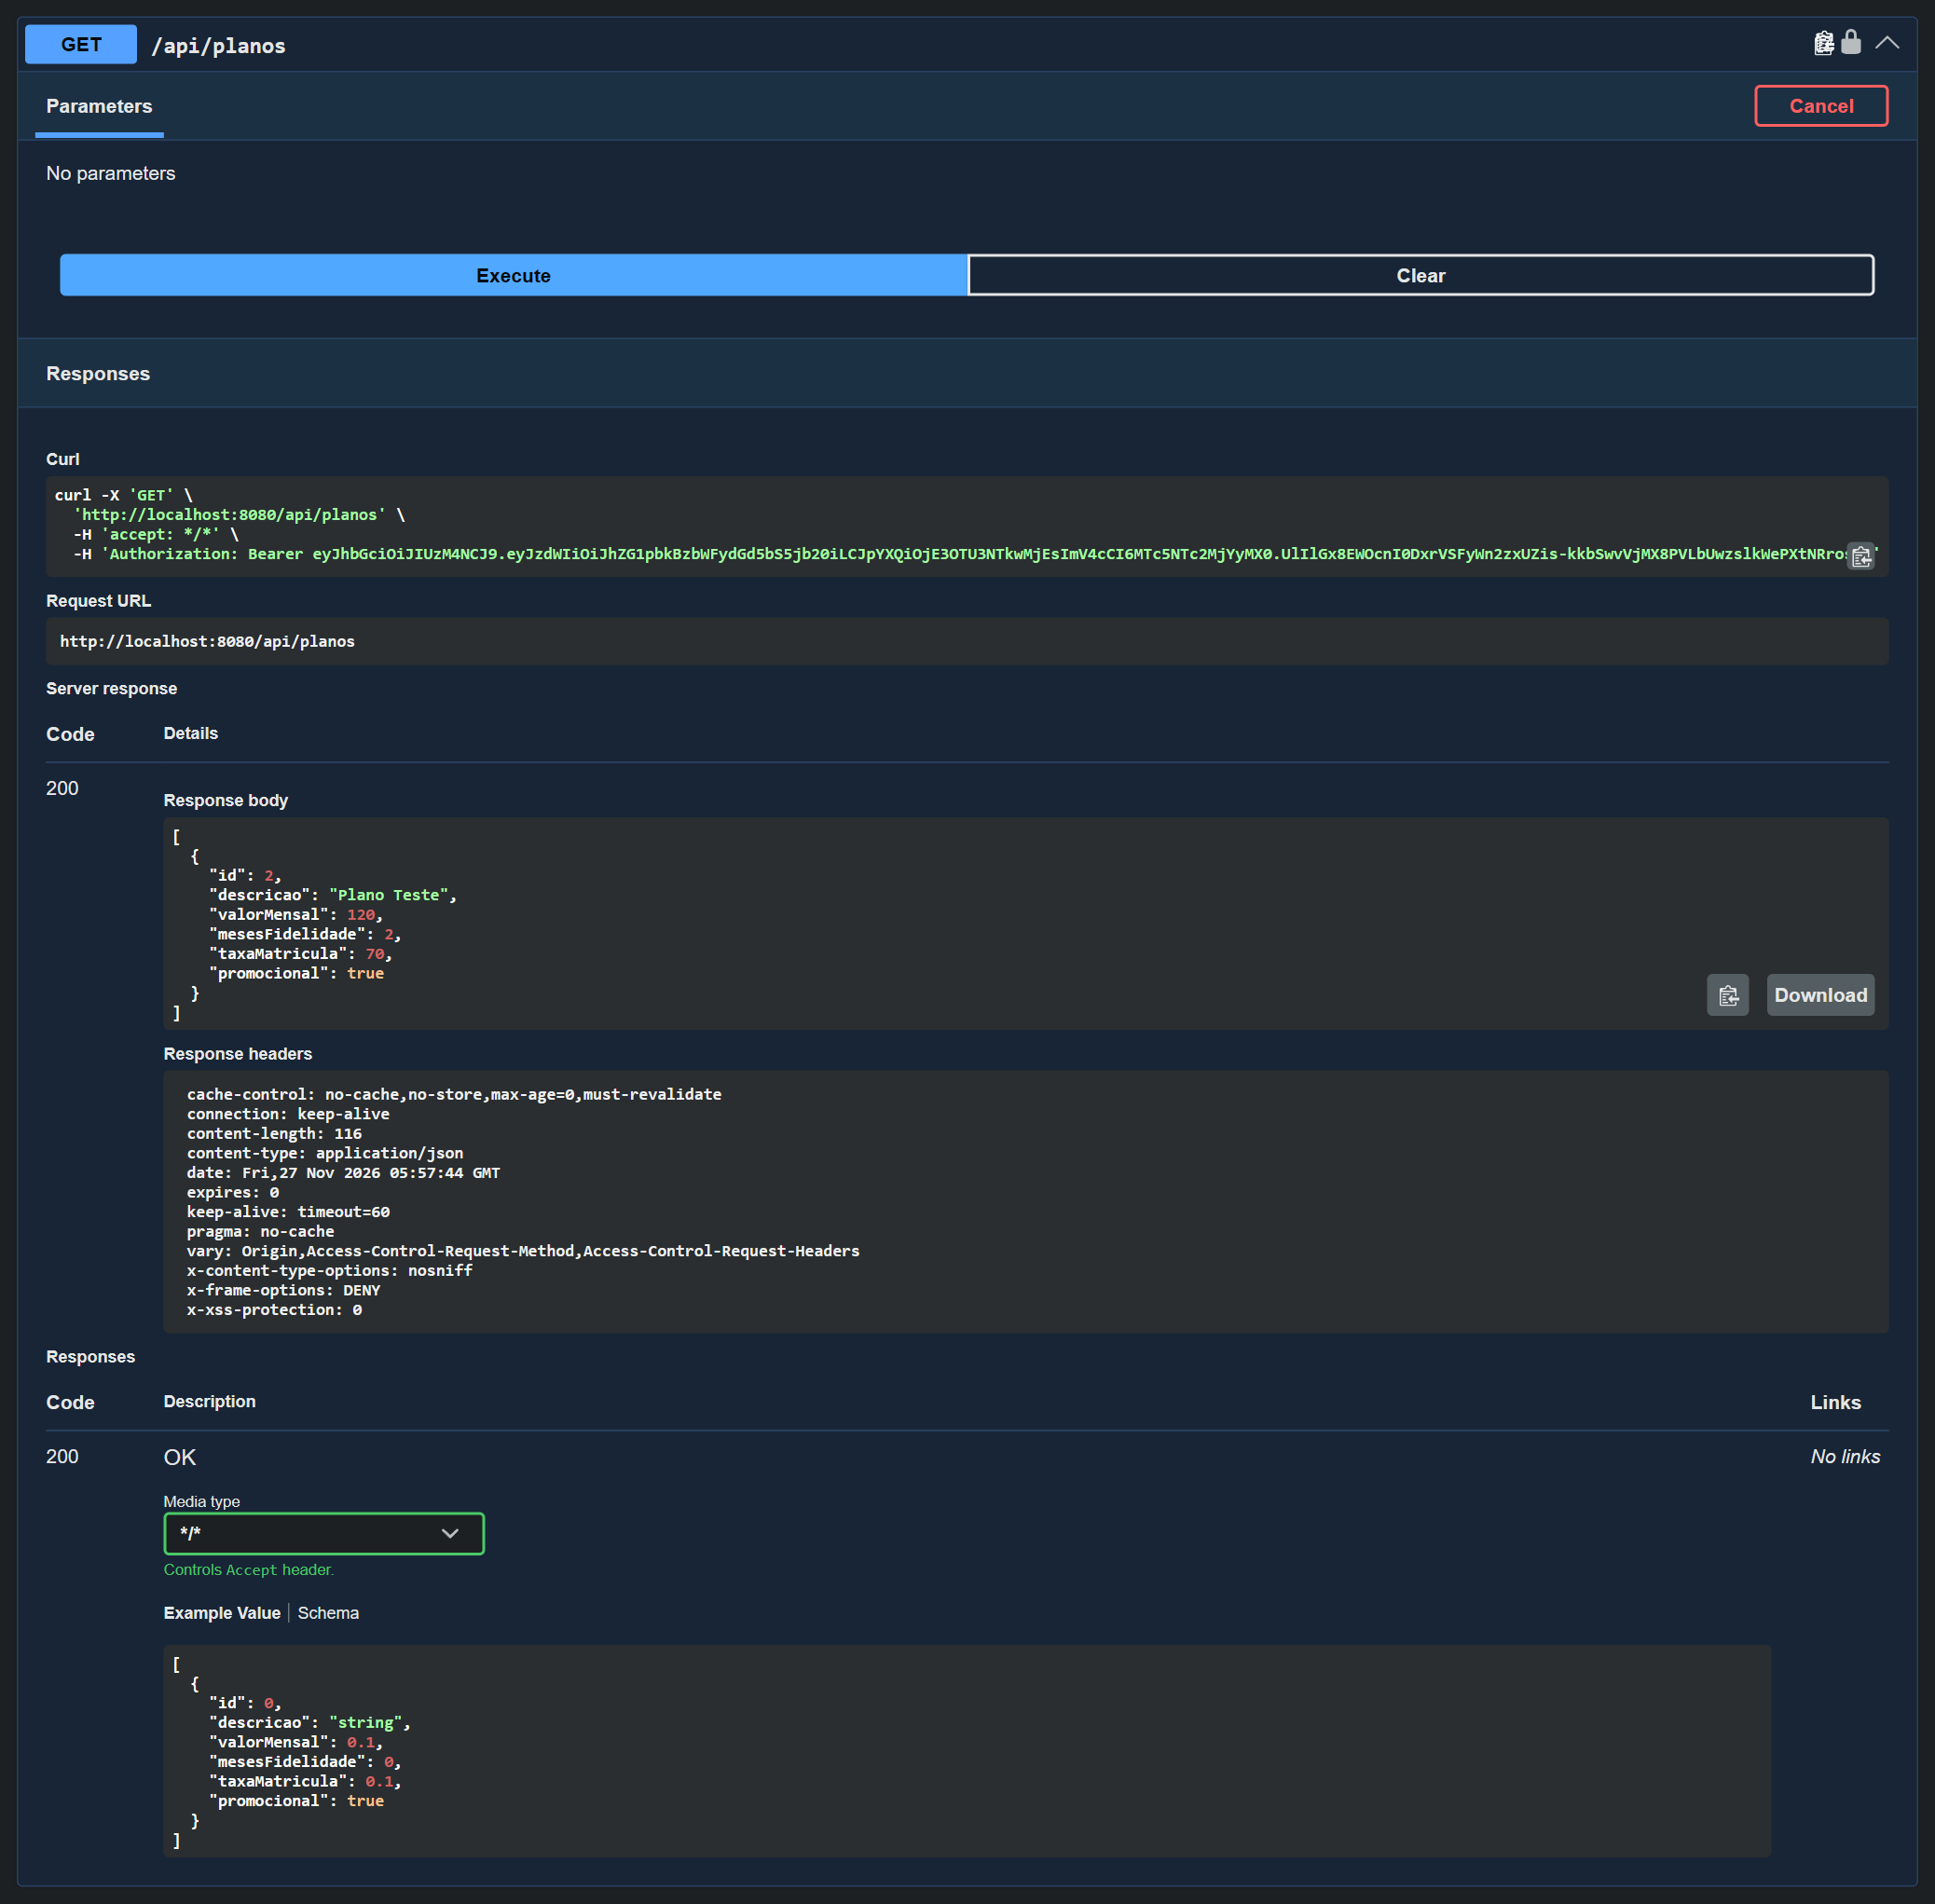 GET /api/planos
Parameters
Cancel
No parameters
Execute
Clear
Responses
Curl
curl -X 'GET' \
  'http://localhost:8080/api/planos' \
  -H 'accept: */*' \
  -H 'Authorization: Bearer eyJhbGciOiJIUzM4NCJ9.eyJzdWIiOiJhZG1pbkBzbWFydGd5bS5jb20iLCJpYXQiOjE3OTU3NTkwMjEsImV4cCI6MTc5NTc2MjYyMX0.UlIlGx8EWOcnI0DxrVSFyWn2zxUZis-kkbSwvVjMX8PVLbUwzslkWePXtNRros
Request URL
http://localhost:8080/api/planos
Server response
Code Details
200
Response body
[
  {
    "id": 2,
    "descricao": "Plano Teste",
    "valorMensal": 120,
    "mesesFidelidade": 2,
    "taxaMatricula": 70,
    "promocional": true
  }
]
Download
Response headers
cache-control: no-cache,no-store,max-age=0,must-revalidate
connection: keep-alive
content-length: 116
content-type: application/json
date: Fri,27 Nov 2026 05:57:44 GMT
expires: 0
keep-alive: timeout=60
pragma: no-cache
vary: Origin,Access-Control-Request-Method,Access-Control-Request-Headers
x-content-type-options: nosniff
x-frame-options: DENY
x-xss-protection: 0
Responses
Code Description Links
200 OK No links
Media type
*/*
Controls Accept header.
Example Value Schema
[
  {
    "id": 0,
    "descricao": "string",
    "valorMensal": 0.1,
    "mesesFidelidade": 0,
    "taxaMatricula": 0.1,
    "promocional": true
  }
]